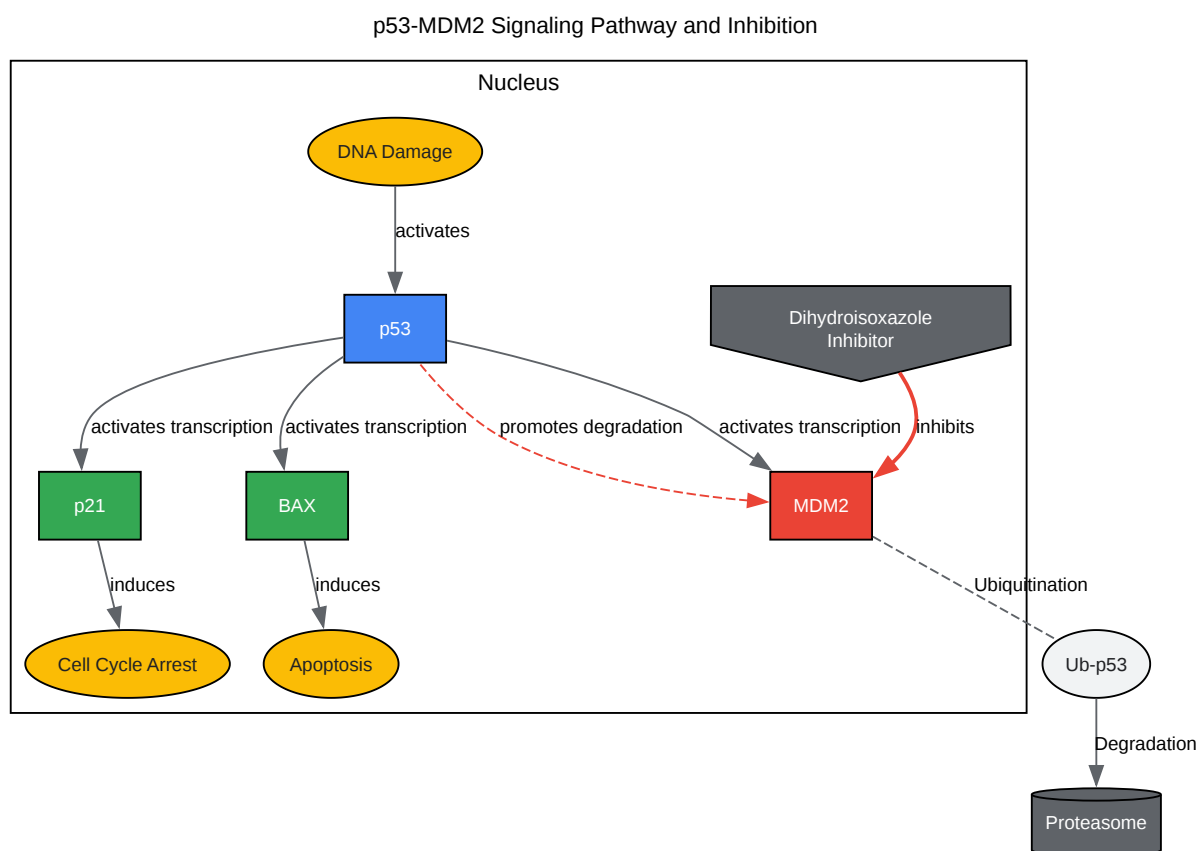 p53-MDM2 Signaling Pathway and Inhibition
Nucleus
DNA Damage
activates
p53
Dihydroisoxazole
Inhibitor
activates transcription
activates transcription
promotes degradation
activates transcription
inhibits
p21
BAX
MDM2
induces
induces
Ubiquitination
Cell Cycle Arrest
Apoptosis
Ub-p53
Degradation
Proteasome